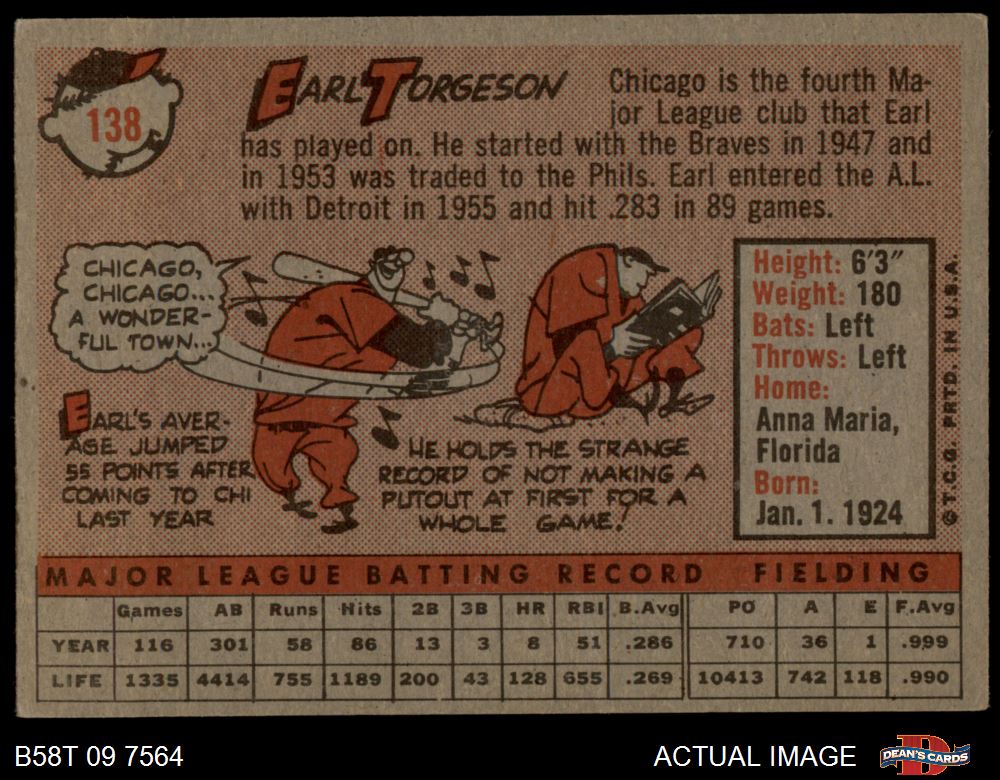 138
EARL TORGESON
Chicago is the fourth Ma-
jor League club that Earl
has played on. He started with the Braves in 1947 and
in 1953 was traded to the Phils. Earl entered the A.L.
with Detroit in 1955 and hit .283 in 89 games.
CHICAGO,
CHICAGO...
A WONDER-
FUL TOWN...
EARL'S AVER-
AGE JUMPED
55 POINTS AFTER
COMING TO CHI
LAST YEAR
HE HOLDS THE STRANGE
RECORD OF NOT MAKING A
PUTOUT AT FIRST FOR A
WHOLE GAME!
Height: 6'3"
Weight: 180
Bats: Left
Throws: Left
Home:
Anna Maria,
Florida
Born:
Jan. 1. 1924
© T.C.G. PRTD. IN U.S.A.
MAJOR LEAGUE BATTING RECORD FIELDING
Games AB Runs Hits 2B 3B HR RBI B.Avg PO A E F.Avg
YEAR 116 301 58 86 13 3 8 51 .286 710 36 1 .999
LIFE 1335 4414 755 1189 200 43 128 655 .269 10413 742 118 .990
B58T 09 7564 ACTUAL IMAGE DEAN'S CARDS